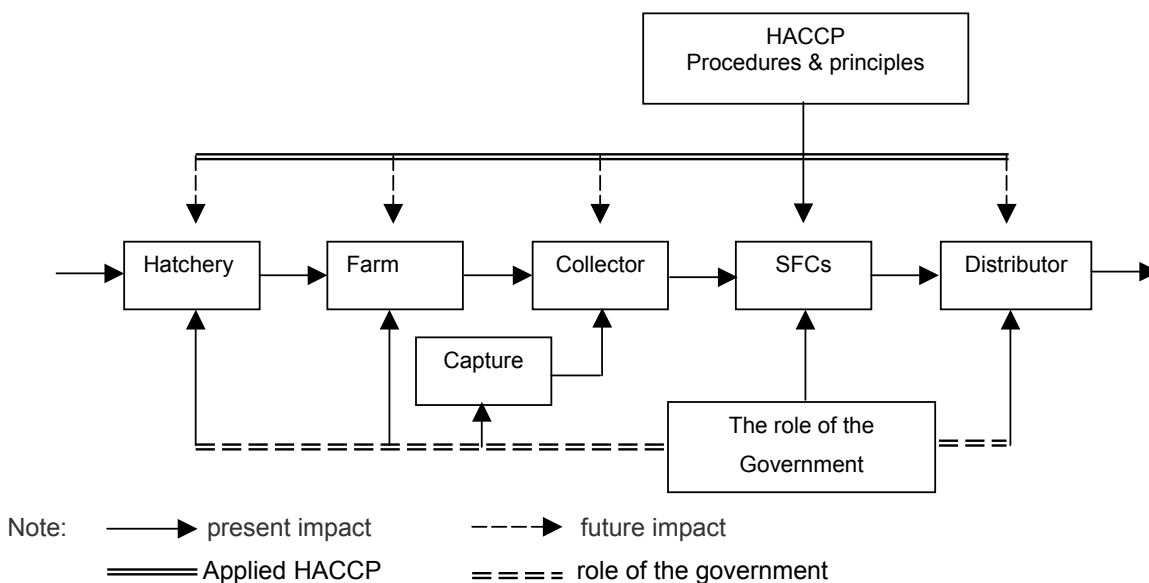 HACCP
Procedures & principles
Hatchery
Farm
Collector
SFCs
Distributor
Capture
The role of the
Government
Note:
present impact
future impact
Applied HACCP
role of the government